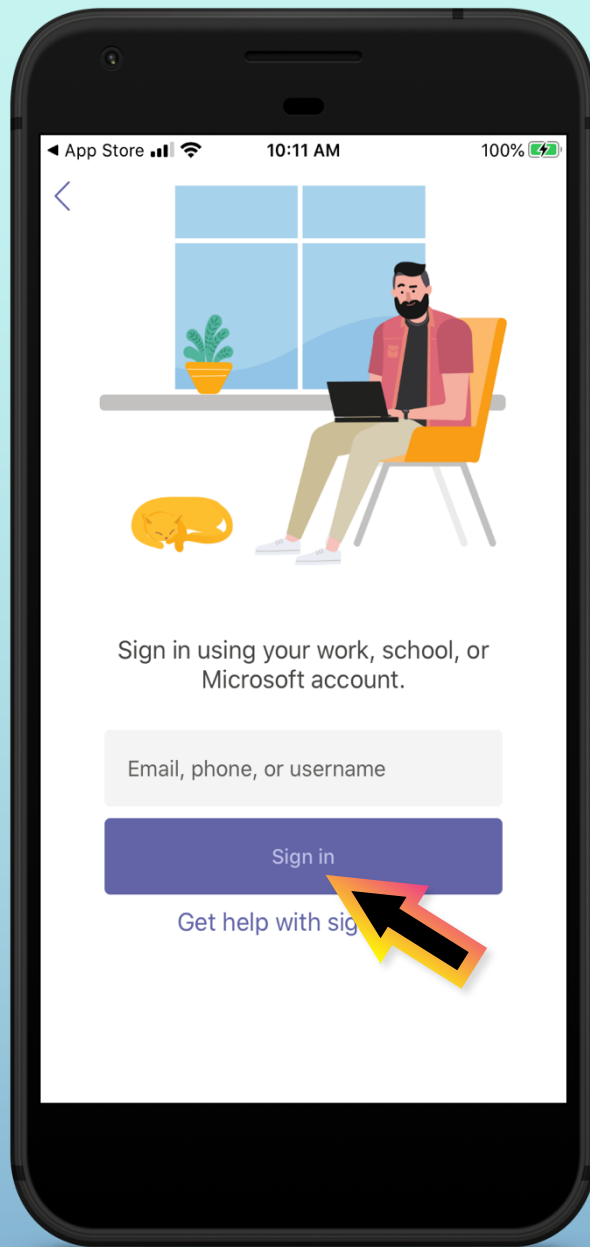 ◀ App Store 10:11 AM 100%
Sign in using your work, school, or
Microsoft account.
Email, phone, or username
Sign in
Get help with